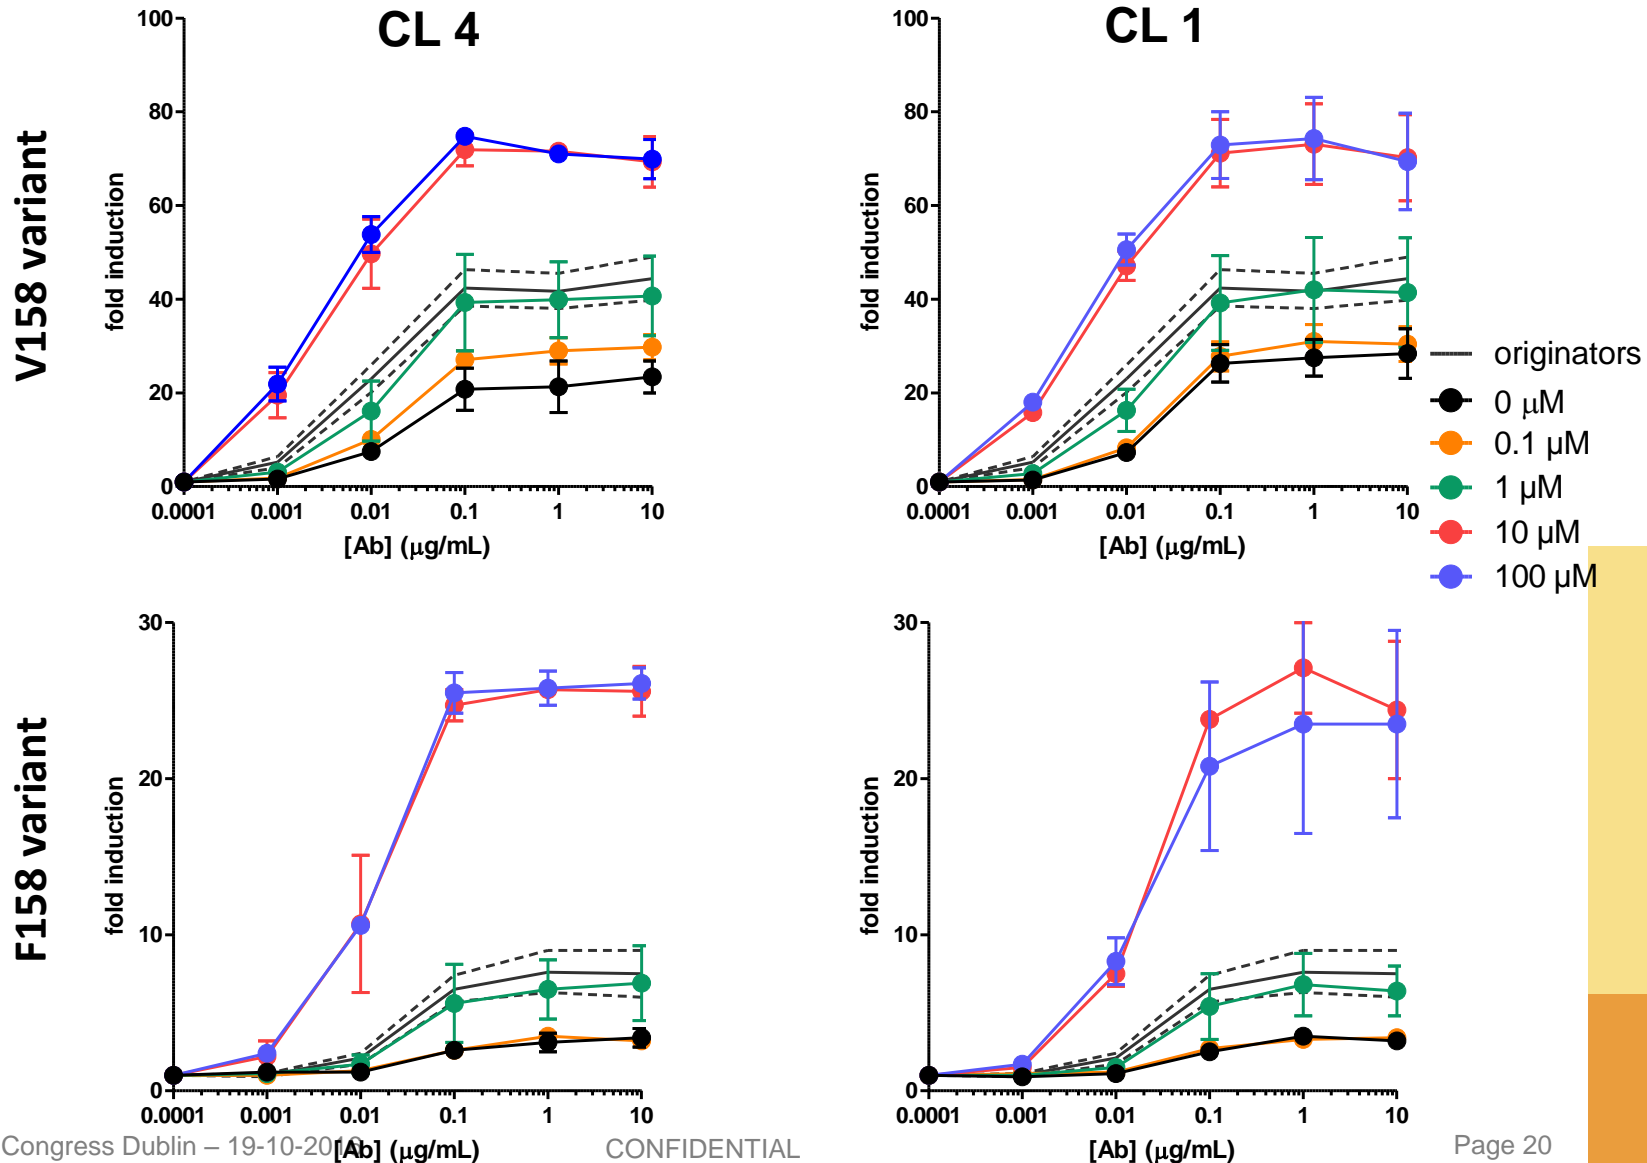 CL 4
CL 1
V158 variant
fold induction
100
80
60
40
20
0
0.0001 0.001 0.01 0.1 1 10
[Ab] (μg/mL)
fold induction
100
80
60
40
20
0
0.0001 0.001 0.01 0.1 1 10
[Ab] (μg/mL)
originators
0 μM
0.1 μM
1 μM
10 μM
100 μM
F158 variant
fold induction
30
20
10
0
0.0001 0.001 0.01 0.1 1 10
[Ab] (μg/mL)
fold induction
30
20
10
0
0.0001 0.001 0.01 0.1 1 10
[Ab] (μg/mL)
Congress Dublin – 19-10-2016
CONFIDENTIAL
Page 20